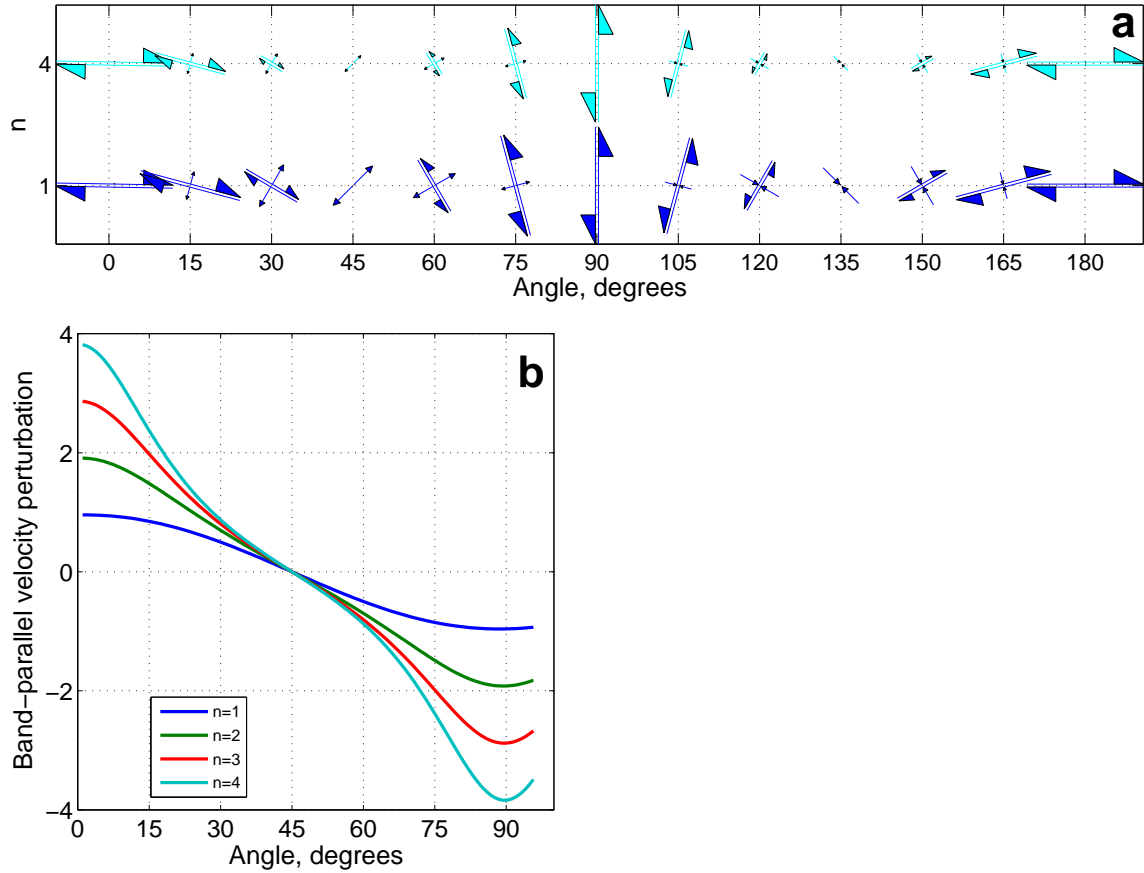 a
4
n
1
0 15 30 45 60 75 90 105 120 135 150 165 180
Angle, degrees
b
4
2
0
−2
−4
Band−parallel velocity perturbation
n=1
n=2
n=3
n=4
0 15 30 45 60 75 90
Angle, degrees